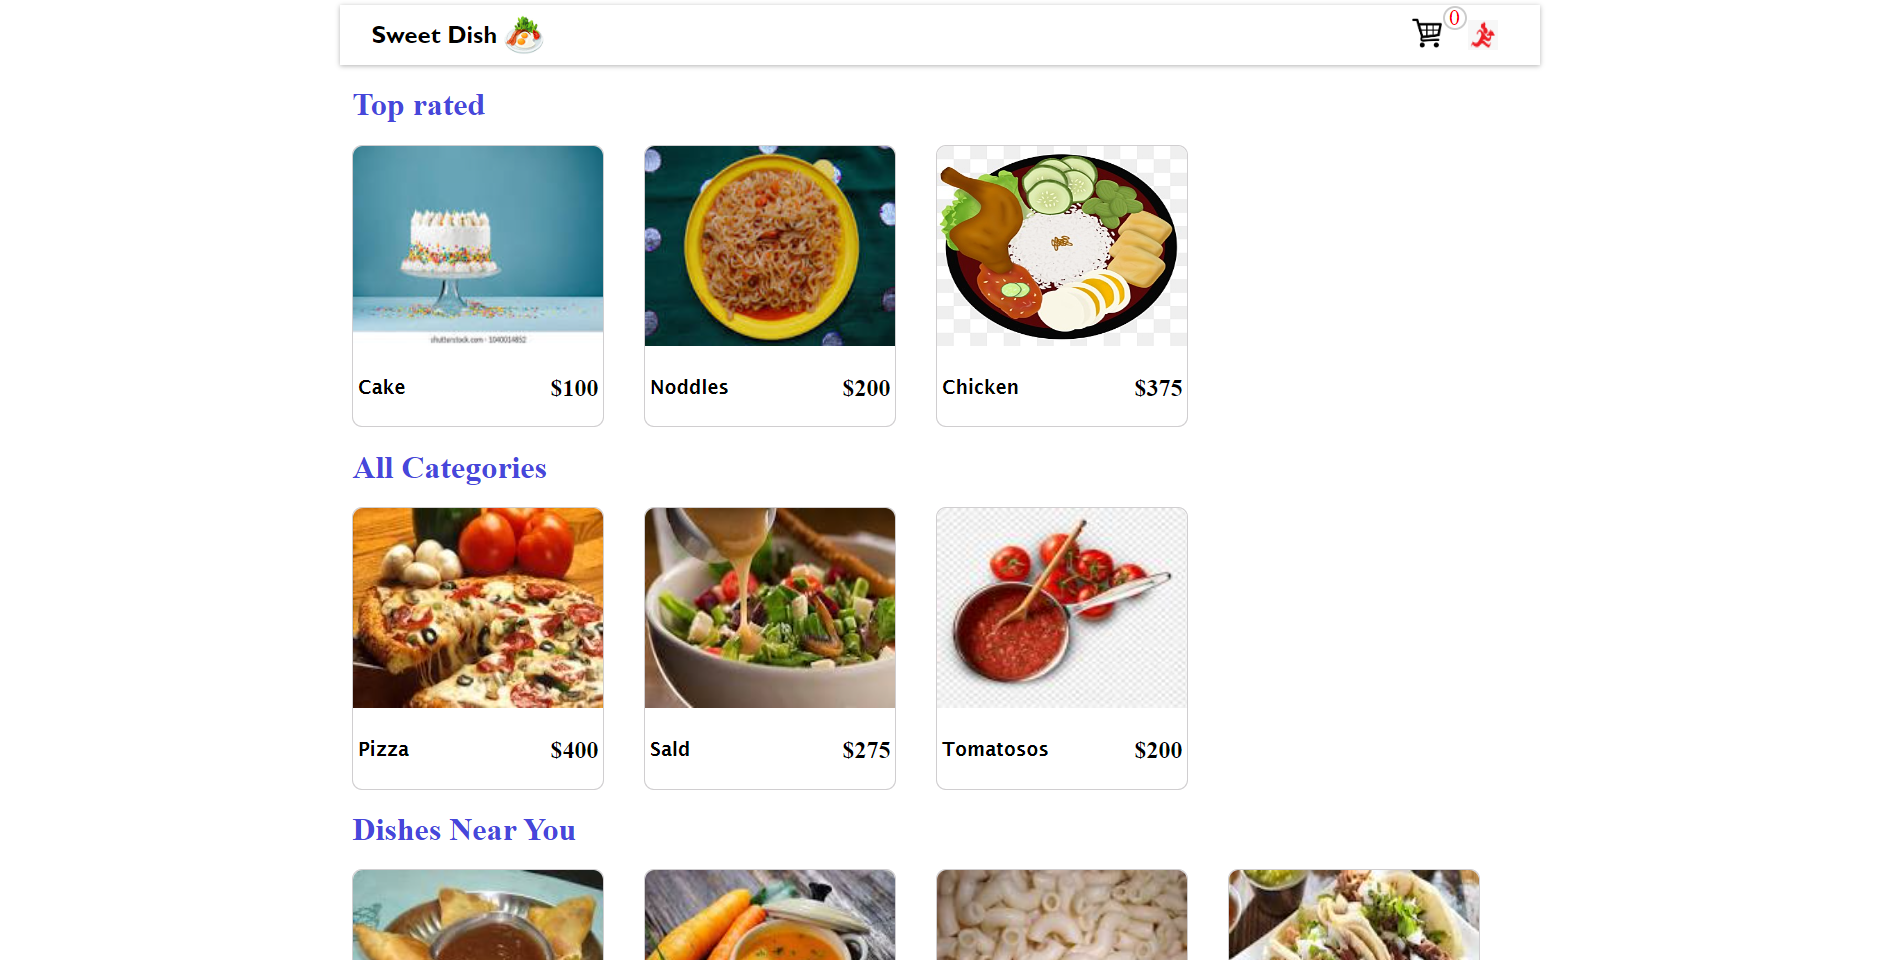 Sweet Dish
0
Top rated
shutterstock.com · 1040014852
Cake $100
Noddles $200
Chicken $375
All Categories
Pizza $400
Sald $275
Tomatosos $200
Dishes Near You